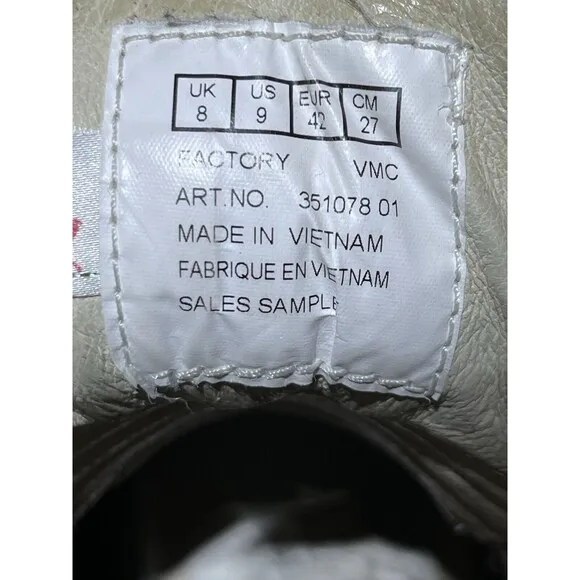 UK US EUR CM
8 9 42 27
FACTORY VMC
ART.NO. 351078 01
MADE IN VIETNAM
FABRIQUE EN VIETNAM
SALES SAMPLE